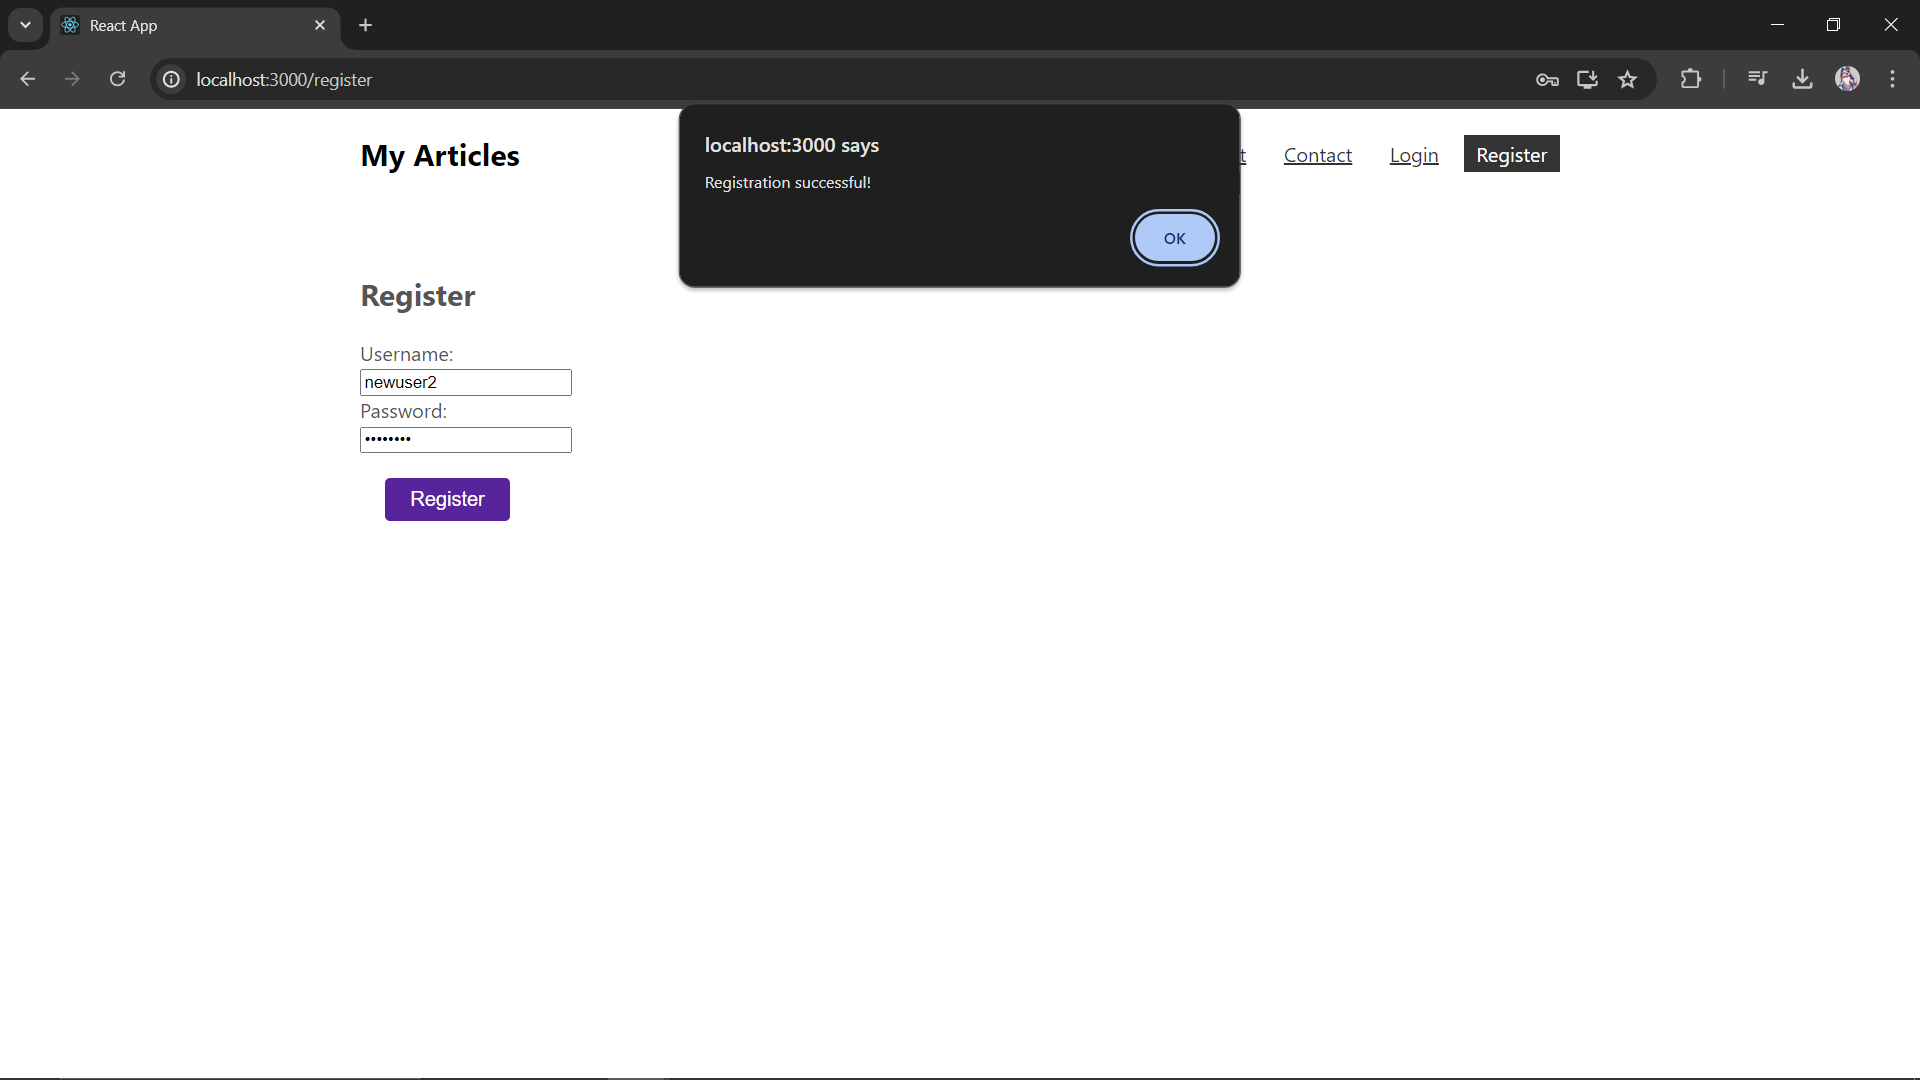 React App
localhost:3000/register
localhost:3000 says
Registration successful!
OK
My Articles
t Contact Login Register
Register
Username:
newuser2
Password:
••••••••
Register